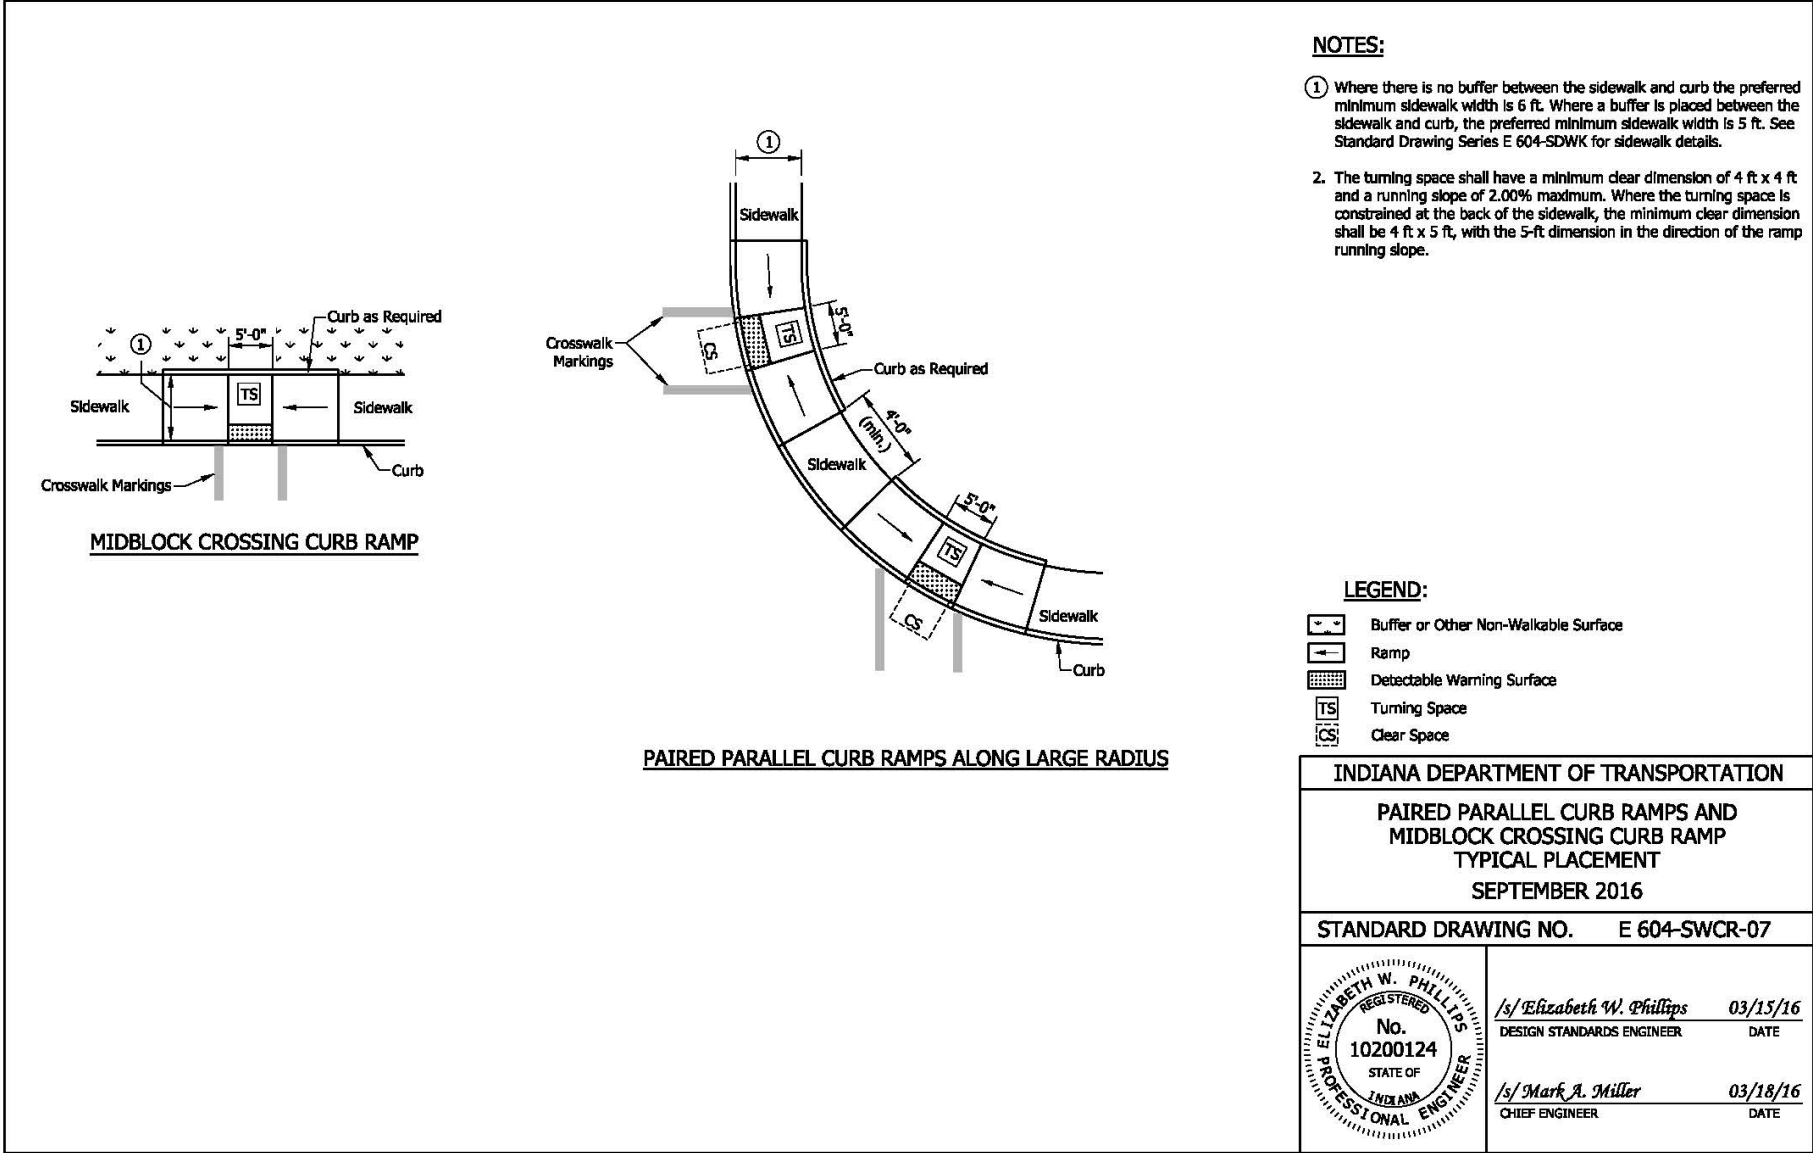 NOTES:
1 Where there is no buffer between the sidewalk and curb the preferred
minimum sidewalk width is 6 ft. Where a buffer is placed between the
sidewalk and curb, the preferred minimum sidewalk width is 5 ft. See
Standard Drawing Series E 604-SDWK for sidewalk details.
2. The turning space shall have a minimum clear dimension of 4 ft x 4 ft
and a running slope of 2.00% maximum. Where the turning space is
constrained at the back of the sidewalk, the minimum clear dimension
shall be 4 ft x 5 ft, with the 5-ft dimension in the direction of the ramp
running slope.
1
5'-0"
Curb as Required
TS
Sidewalk
Sidewalk
Curb
Crosswalk Markings
MIDBLOCK CROSSING CURB RAMP
1
Sidewalk
5'-0"
TS
CS
Crosswalk
Markings
Curb as Required
4'-0"
(min.)
Sidewalk
5'-0"
TS
CS
Sidewalk
Curb
PAIRED PARALLEL CURB RAMPS ALONG LARGE RADIUS
LEGEND:
Buffer or Other Non-Walkable Surface
Ramp
Detectable Warning Surface
TS Turning Space
CS Clear Space
INDIANA DEPARTMENT OF TRANSPORTATION
PAIRED PARALLEL CURB RAMPS AND
MIDBLOCK CROSSING CURB RAMP
TYPICAL PLACEMENT
SEPTEMBER 2016
STANDARD DRAWING NO. E 604-SWCR-07
ELIZABETH W. PHILLIPS
REGISTERED
No.
10200124
STATE OF
INDIANA
PROFESSIONAL ENGINEER
/s/ Elizabeth W. Phillips 03/15/16
DESIGN STANDARDS ENGINEER DATE
/s/ Mark A. Miller 03/18/16
CHIEF ENGINEER DATE